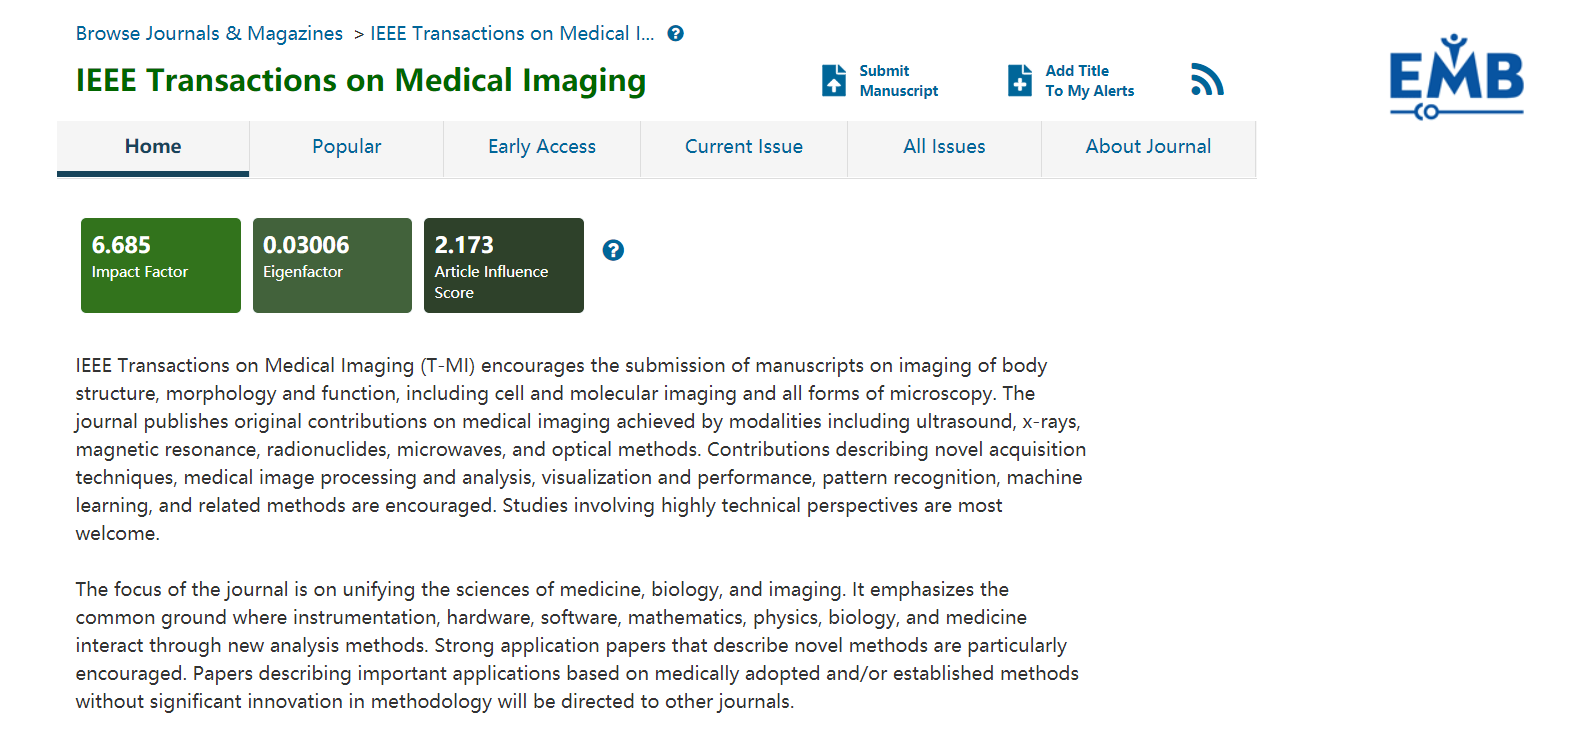 Browse Journals & Magazines > IEEE Transactions on Medical I... ?
IEEE Transactions on Medical Imaging
Submit
Manuscript
Add Title
To My Alerts
EMB
Home
Popular
Early Access
Current Issue
All Issues
About Journal
6.685
Impact Factor
0.03006
Eigenfactor
2.173
Article Influence
Score
?
IEEE Transactions on Medical Imaging (T-MI) encourages the submission of manuscripts on imaging of body
structure, morphology and function, including cell and molecular imaging and all forms of microscopy. The
journal publishes original contributions on medical imaging achieved by modalities including ultrasound, x-rays,
magnetic resonance, radionuclides, microwaves, and optical methods. Contributions describing novel acquisition
techniques, medical image processing and analysis, visualization and performance, pattern recognition, machine
learning, and related methods are encouraged. Studies involving highly technical perspectives are most
welcome.
The focus of the journal is on unifying the sciences of medicine, biology, and imaging. It emphasizes the
common ground where instrumentation, hardware, software, mathematics, physics, biology, and medicine
interact through new analysis methods. Strong application papers that describe novel methods are particularly
encouraged. Papers describing important applications based on medically adopted and/or established methods
without significant innovation in methodology will be directed to other journals.